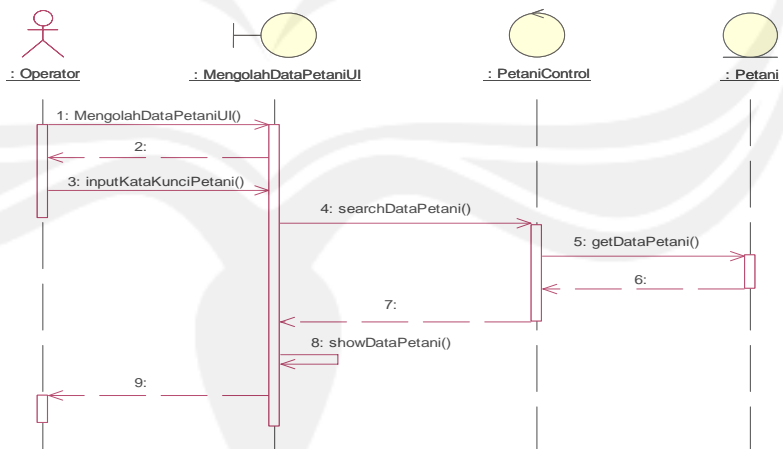 : Operator
: MengolahDataPetaniUI
: PetaniControl
: Petani
1: MengolahDataPetaniUI()
2:
3: inputKataKunciPetani()
4: searchDataPetani()
5: getDataPetani()
6:
7:
8: showDataPetani()
9: